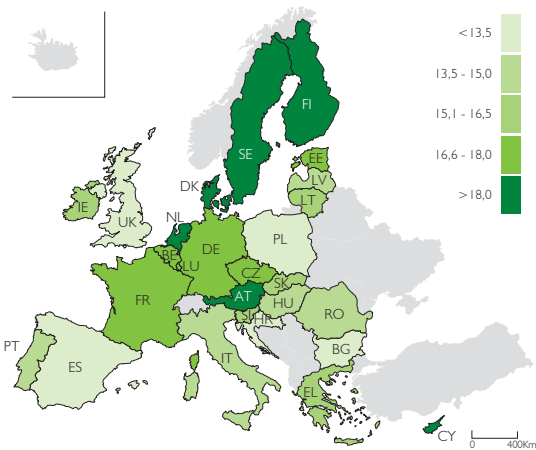 <13,5
13,5 - 15,0
15,1 - 16,5
16,6 - 18,0
>18,0
FI
SE
EE
LV
LT
DK
IE
UK
NL
BE
LU
DE
PL
CZ
SK
FR
AT
HU
SI
HR
RO
PT
ES
IT
BG
EL
CY
0 400Km